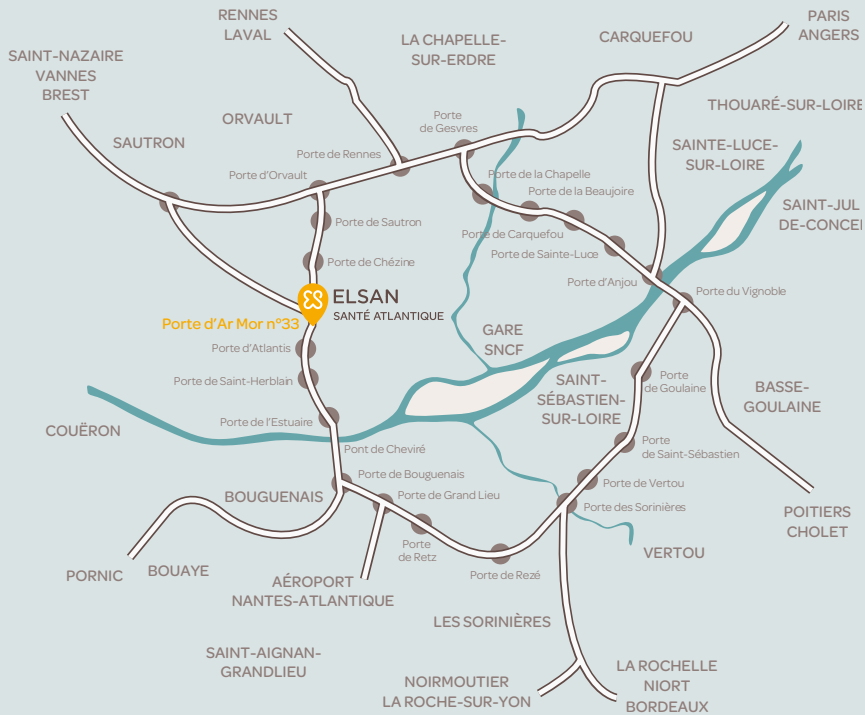 RENNES
LAVAL
PARIS
ANGERS
LA CHAPELLE-
SUR-ERDRE
CARQUEFOU
SAINT-NAZAIRE
VANNES
BREST
THOUARÉ-SUR-LOIRE
ORVAULT
SAUTRON
Porte
de Gesvres
SAINTE-LUCE-
SUR-LOIRE
Porte de Rennes
Porte d'Orvault
Porte de la Chapelle
Porte de la Beaujoire
SAINT-JUL
DE-CONCEL
Porte de Sautron
Porte de Carquefou
Porte de Sainte-Luce
Porte de Chézine
Porte d'Anjou
Porte du Vignoble
ELSAN
SANTÉ ATLANTIQUE
Porte d'Ar Mor n°33
GARE
SNCF
Porte d'Atlantis
Porte de Saint-Herblain
Porte
de Goulaine
SAINT-
SÉBASTIEN-
SUR-LOIRE
BASSE-
GOULAINE
Porte de l'Estuaire
COUËRON
Pont de Cheviré
Porte
de Saint-Sébastien
Porte de Bouguenais
Porte de Vertou
BOUGUENAIS
Porte de Grand Lieu
Porte des Sorinières
POITIERS
CHOLET
Porte
de Retz
VERTOU
PORNIC
BOUAYE
AÉROPORT
NANTES-ATLANTIQUE
Porte de Rezé
LES SORINIÈRES
SAINT-AIGNAN-
GRANDLIEU
NOIRMOUTIER
LA ROCHE-SUR-YON
LA ROCHELLE
NIORT
BORDEAUX